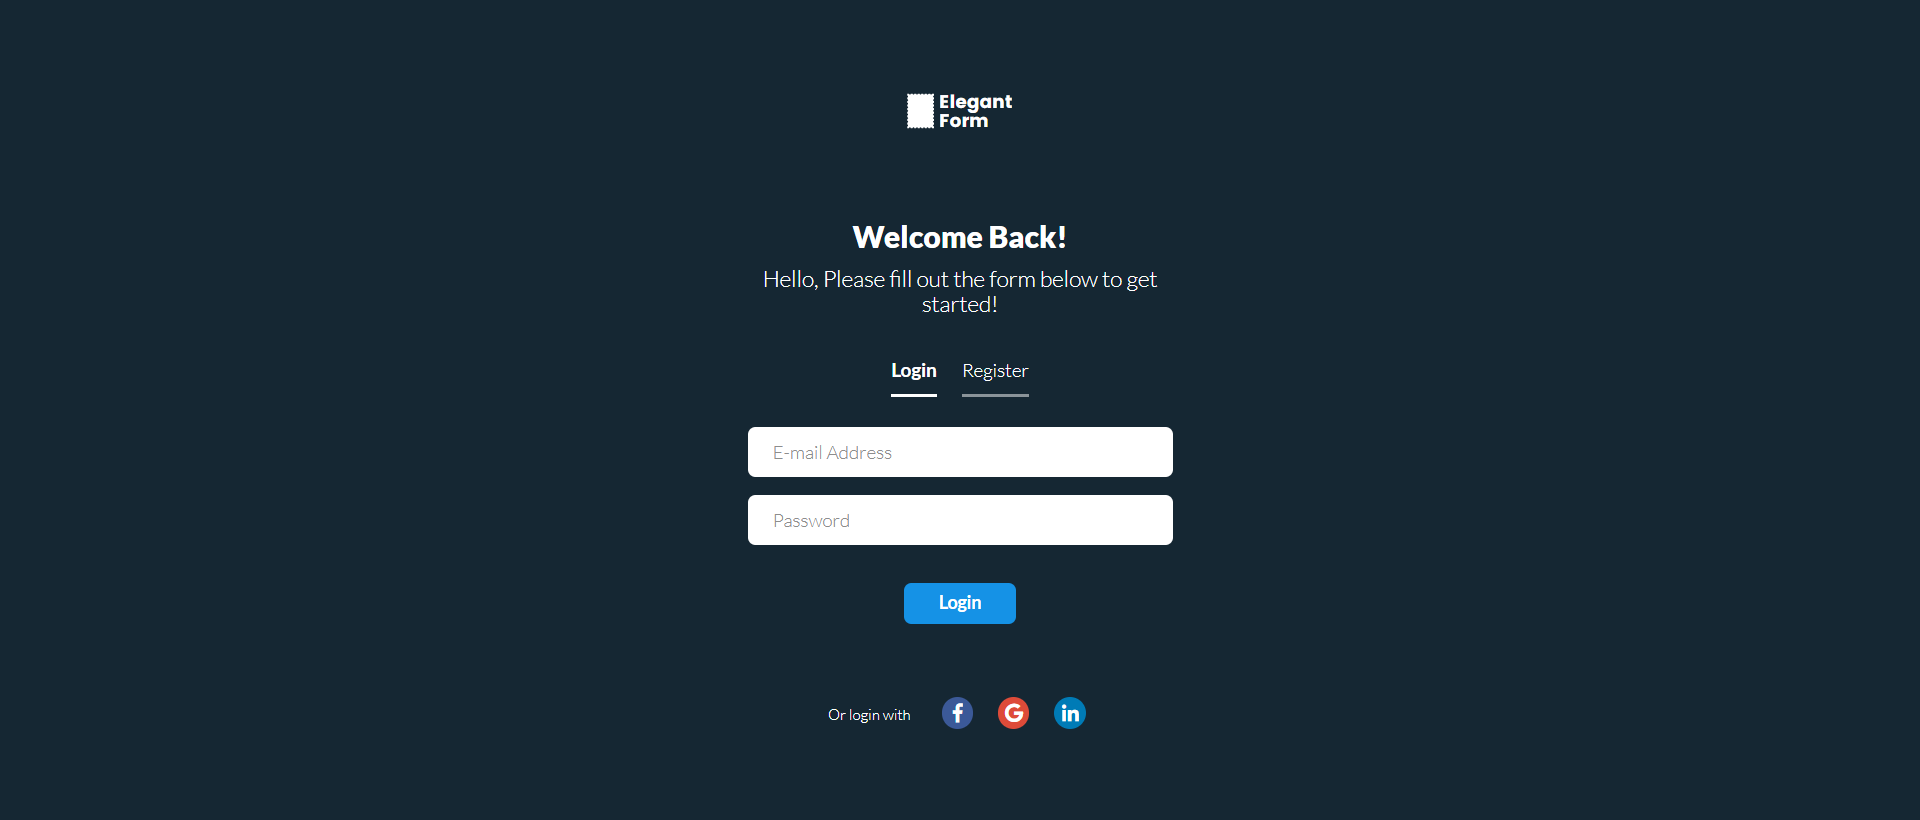 Elegant
Form
Welcome Back!
Hello, Please fill out the form below to get
started!
Login Register
E-mail Address
Password
Login
Or login with f G in